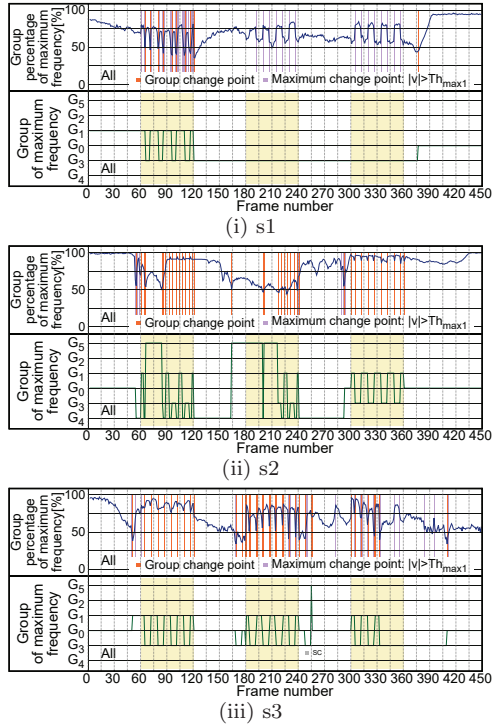 Group percentage of maximum frequency[%]
100
50
0
All
Group change point
Maximum change point: |v|>Th_max1
Group of maximum frequency
G5
G2
G1
G0
G3
G4
All
0 30 60 90 120 150 180 210 240 270 300 330 360 390 420 450
Frame number
(i) s1
Group percentage of maximum frequency[%]
100
50
0
Group change point
Maximum change point: |v|>Th_max1
Group of maximum frequency
G5
G2
G1
G0
G3
G4
All
0 30 60 90 120 150 180 210 240 270 300 330 360 390 420 450
Frame number
(ii) s2
Group percentage of maximum frequency[%]
100
50
0
All
Group change point
Maximum change point: |v|>Th_max1
Group of maximum frequency
G5
G2
G1
G0
G3
G4
All
SC
0 30 60 90 120 150 180 210 240 270 300 330 360 390 420 450
Frame number
(iii) s3